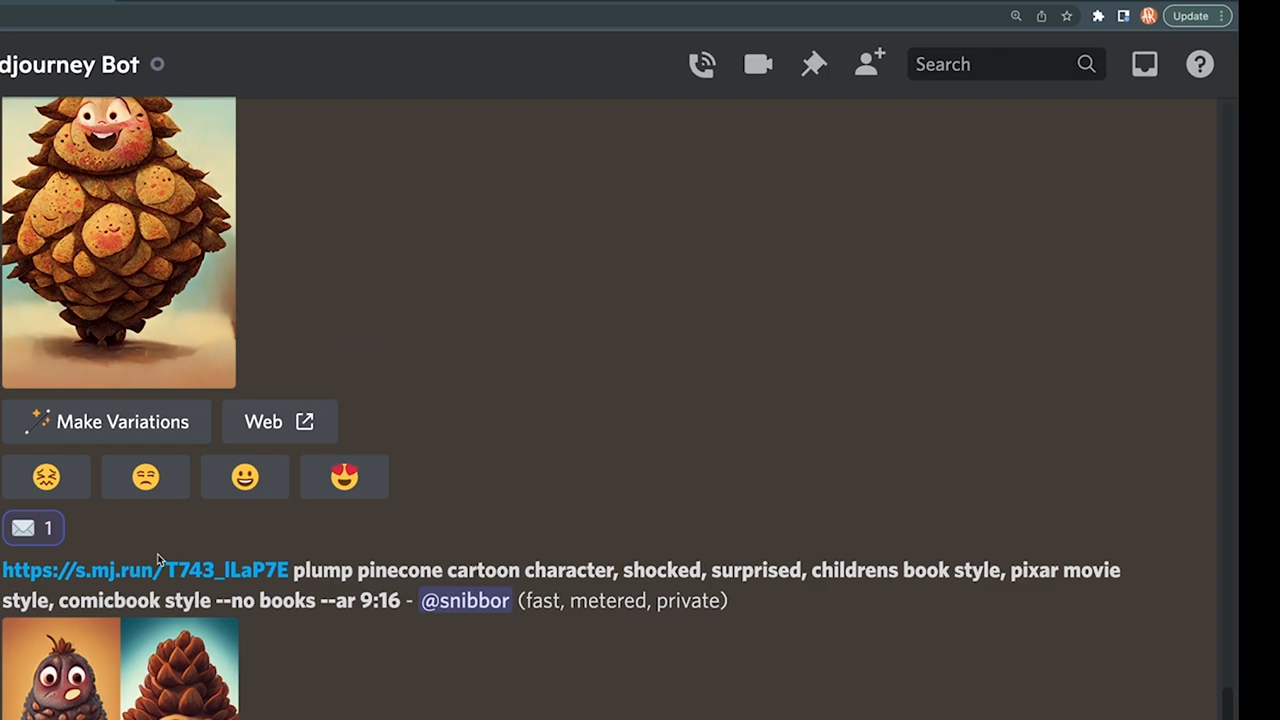 Update
djourney Bot
Search
Make Variations
Web
1
https://s.mj.run/T743_lLaP7E plump pinecone cartoon character, shocked, surprised, childrens book style, pixar movie
style, comicbook style --no books --ar 9:16 - @snibbor (fast, metered, private)